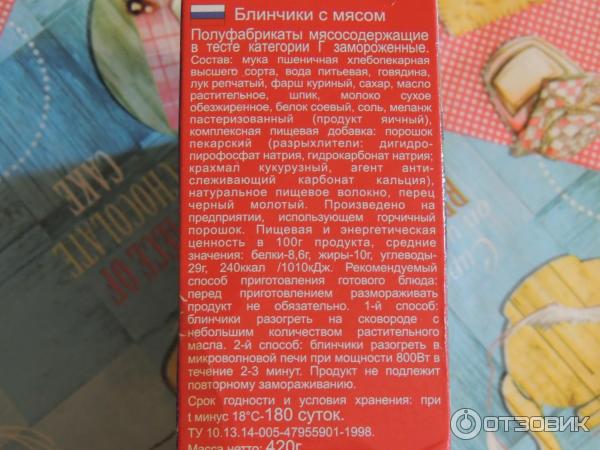 Блинчики с мясом
Полуфабрикаты мясосодержащие
в тесте категории Г замороженные.
Состав: мука пшеничная хлебопекарная
высшего сорта, вода питьевая, говядина,
лук репчатый, фарш куриный, сахар, масло
растительное, шпик, молоко сухое
обезжиренное, белок соевый, соль, меланж
пастеризованный (продукт яичный),
комплексная пищевая добавка: порошок
пекарский (разрыхлители: дигидро-
пирофосфат натрия, гидрокарбонат натрия;
крахмал кукурузный, агент анти-
слеживающий карбонат кальция),
натуральное пищевое волокно, перец
черный молотый. Произведено на
предприятии, использующем горчичный
порошок. Пищевая и энергетическая
ценность в 100г продукта, средние
значения: белки-8,6г, жиры-10г, углеводы-
29г, 240ккал /1010кДж. Рекомендуемый
способ приготовления готового блюда:
перед приготовлением размораживать
продукт не обязательно. 1-й способ:
блинчики разогреть на сковороде с
небольшим количеством растительного
масла. 2-й способ: блинчики разогреть в
микроволновой печи при мощности 800Вт в
течение 2-3 минут. Продукт не подлежит
повторному замораживанию.
Срок годности и условия хранения: при
t минус 18°С-180 суток.
ТУ 10.13.14-005-47955901-1998.
Масса нетто: 420г
CAKE
CHOCOLATE
ОТЗОВИК